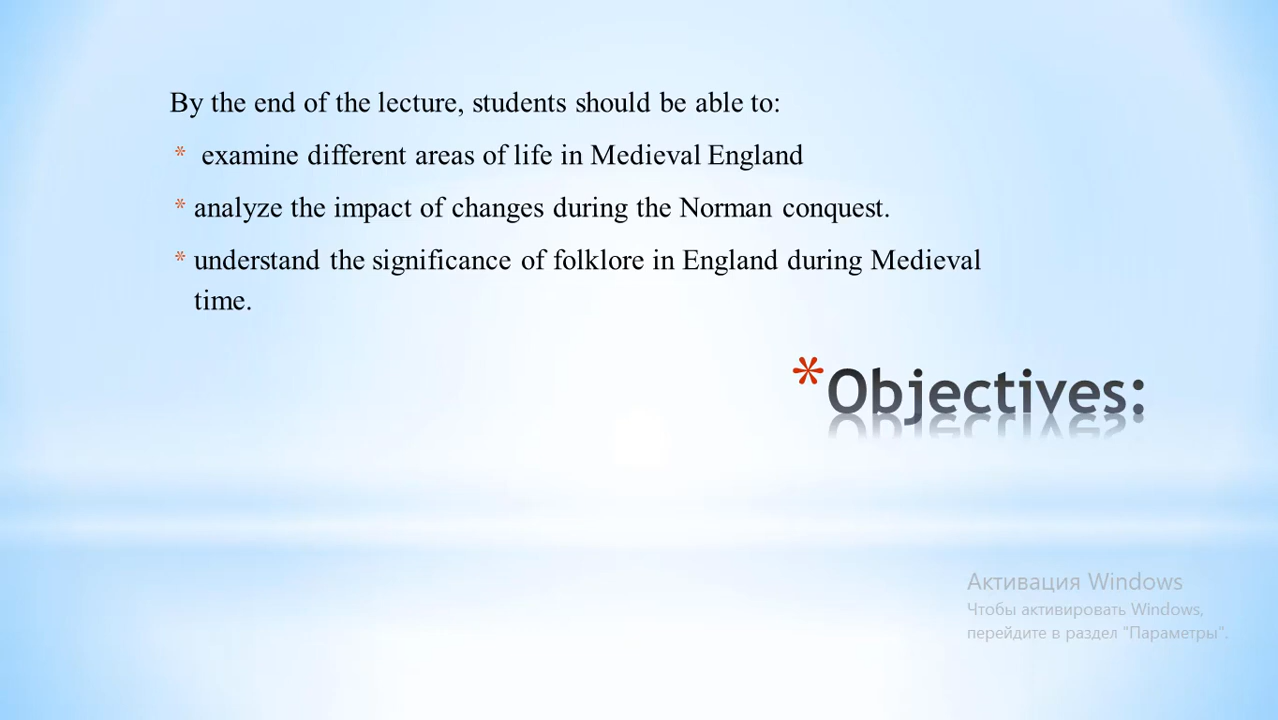 By the end of the lecture, students should be able to:
* examine different areas of life in Medieval England
* analyze the impact of changes during the Norman conquest.
* understand the significance of folklore in England during Medieval
time.
*Objectives:
Активация Windows
Чтобы активировать Windows,
перейдите в раздел "Параметры".